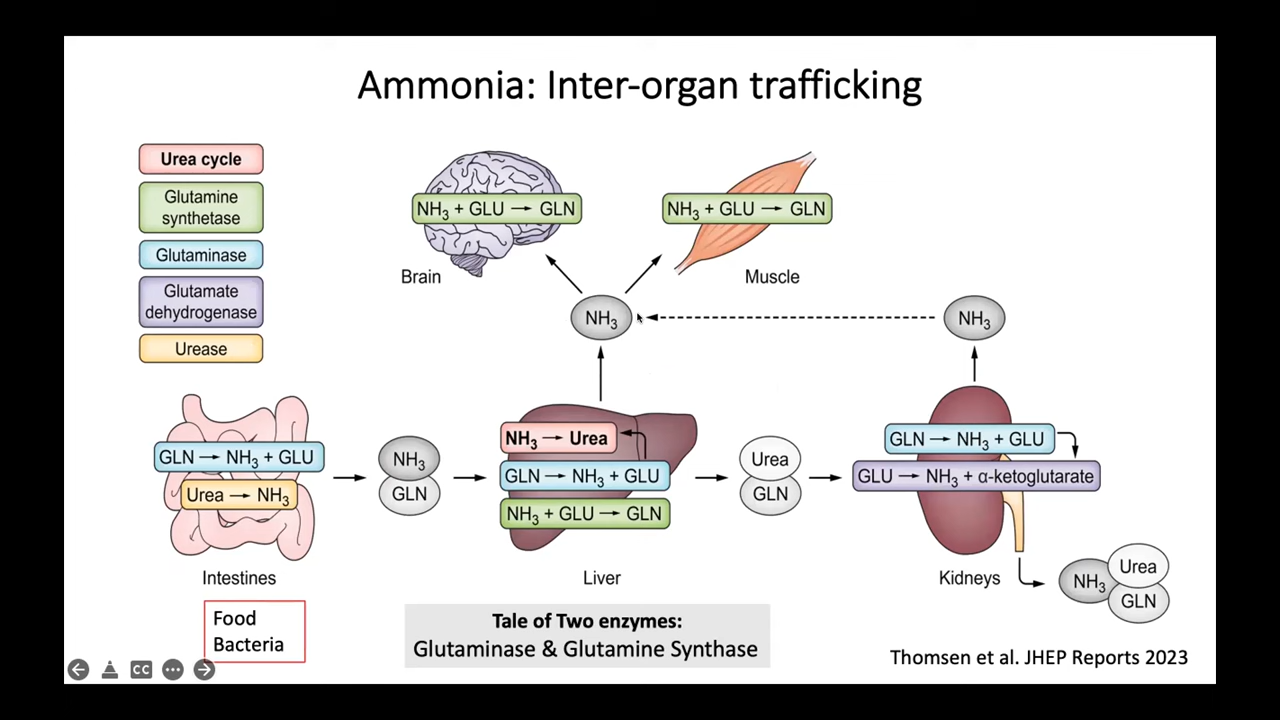 Ammonia: Inter-organ trafficking
Urea cycle
Glutamine
synthetase
Glutaminase
Glutamate
dehydrogenase
Urease
NH₃ + GLU → GLN
Brain
NH₃ + GLU → GLN
Muscle
NH₃
NH₃
GLN → NH₃ + GLU
Urea → NH₃
Intestines
Food
Bacteria
NH₃
GLN
NH₃ → Urea
GLN → NH₃ + GLU
NH₃ + GLU → GLN
Liver
Tale of Two enzymes:
Glutaminase & Glutamine Synthase
Urea
GLN
GLN → NH₃ + GLU
GLU → NH₃ + α-ketoglutarate
Kidneys
NH₃
Urea
GLN
Thomsen et al. JHEP Reports 2023
CC